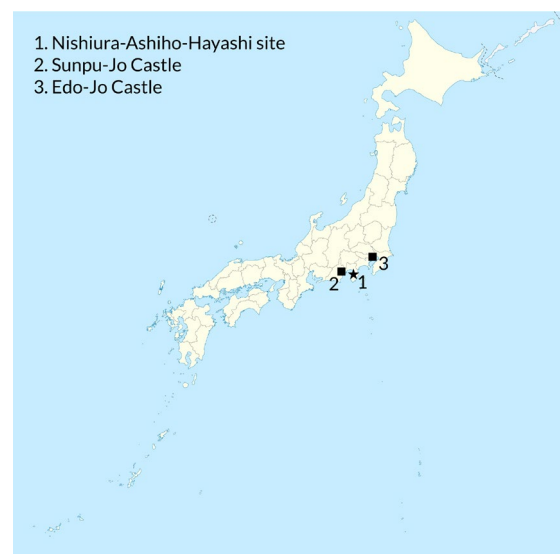 1. Nishiura-Ashiho-Hayashi site
2. Sunpu-Jo Castle
3. Edo-Jo Castle
3
2
1